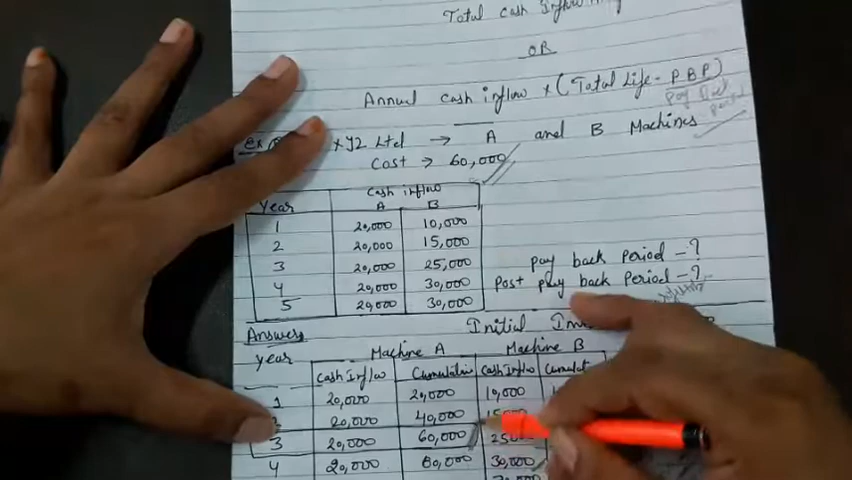 Total cash Inflow
OR
Annual cash inflow x (Total Life - PBP)
Pay Back
Period
XYZ Ltd → A and B Machines
Cost → 60,000
Year Cash inflow
A B
1 20,000 10,000
2 20,000 15,000
3 20,000 25,000
4 20,000 30,000
5 20,000 30,000
Pay back Period - ?
Post pay back Period - ?
Answer Initial
Year Machine A Machine B
Cash Inflow Cumulative Cash Inflow
1 20,000 20,000 10,000
20,000 40,000
3 20,000 60,000
4 20,000 80,000 30,000